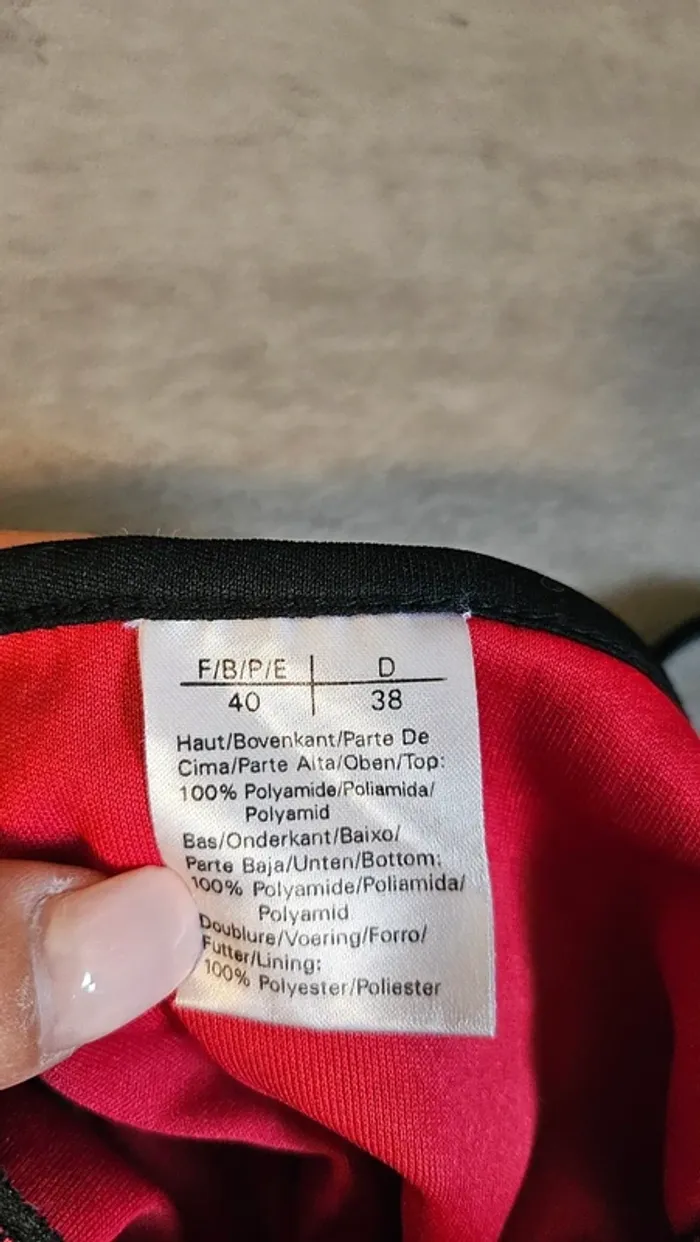 F/B/P/E | D
40 | 38
Haut/Bovenkant/Parte De
Cima/Parte Alta/Oben/Top:
100% Polyamide/Poliamida/
Polyamid
Bas/Onderkant/Baixo/
Parte Baja/Unten/Bottom:
100% Polyamide/Poliamida/
Polyamid
Doublure/Voering/Forro/
Futter/Lining:
100% Polyester/Poliester